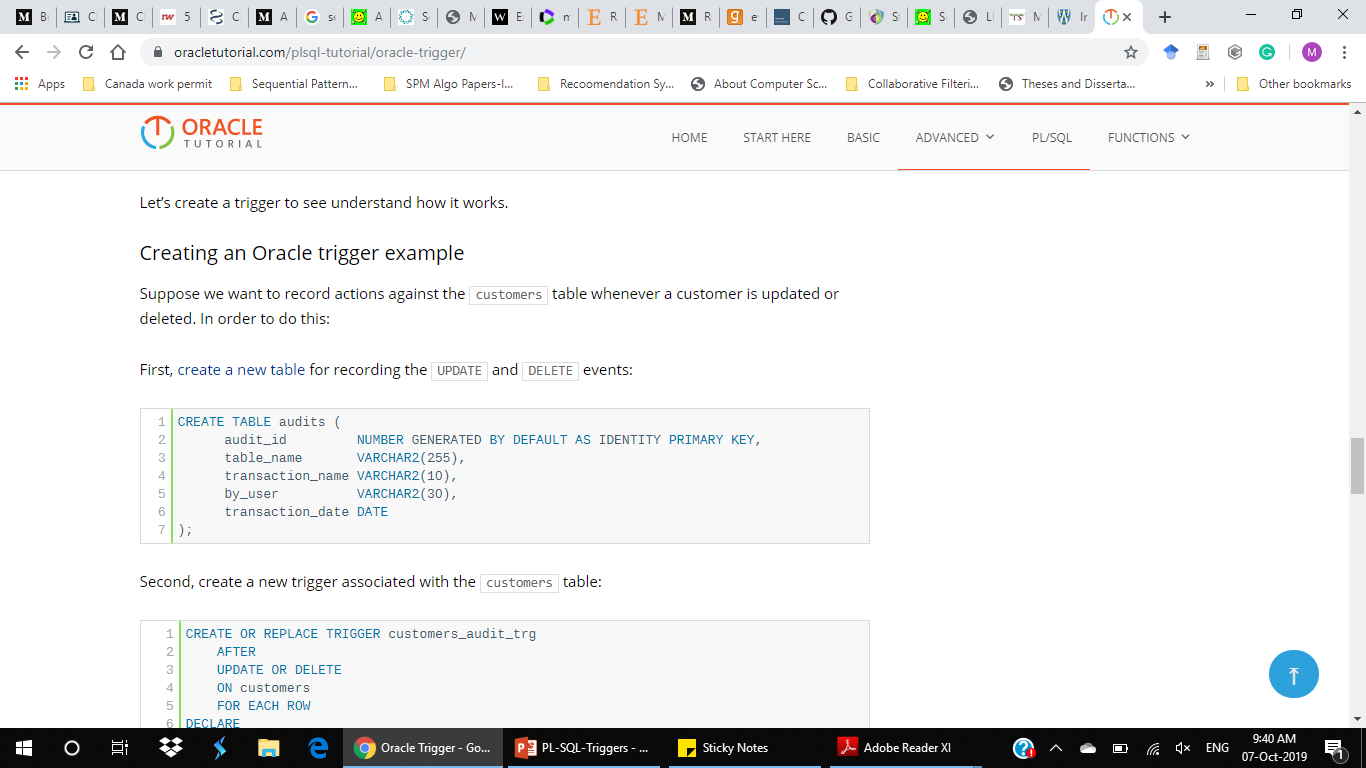 oracletutorial.com/plsql-tutorial/oracle-trigger/
M
Apps Canada work permit Sequential Pattern... SPM Algo Papers-I... Recoomendation Sy... About Computer Sc... Collaborative Filteri... Theses and Disserta... » Other bookmarks
ORACLE
TUTORIAL
HOME START HERE BASIC ADVANCED PL/SQL FUNCTIONS
Let’s create a trigger to see understand how it works.
Creating an Oracle trigger example
Suppose we want to record actions against the customers table whenever a customer is updated or
deleted. In order to do this:
First, create a new table for recording the UPDATE and DELETE events:
1 CREATE TABLE audits (
2 audit_id NUMBER GENERATED BY DEFAULT AS IDENTITY PRIMARY KEY,
3 table_name VARCHAR2(255),
4 transaction_name VARCHAR2(10),
5 by_user VARCHAR2(30),
6 transaction_date DATE
7 );
Second, create a new trigger associated with the customers table:
1 CREATE OR REPLACE TRIGGER customers_audit_trg
2 AFTER
3 UPDATE OR DELETE
4 ON customers
5 FOR EACH ROW
6 DECLARE
Oracle Trigger - Go... PL-SQL-Triggers - ... Sticky Notes Adobe Reader XI ENG
9:40 AM
07-Oct-2019
1